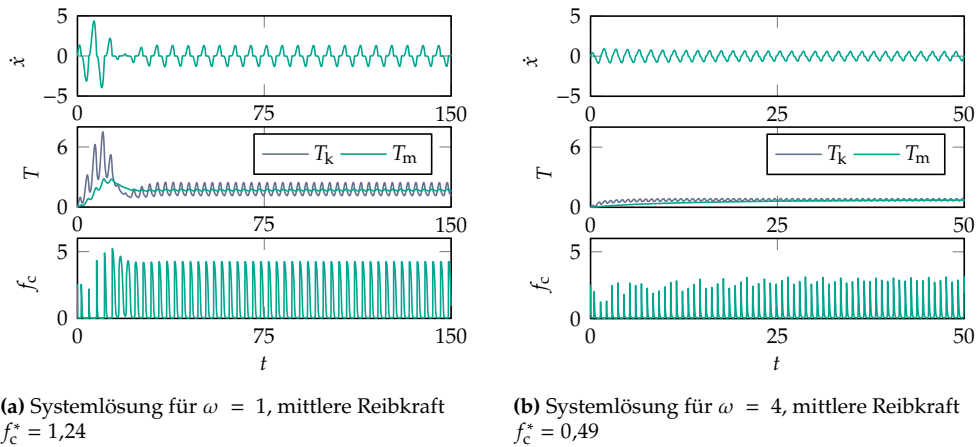 5
0
−5
ẋ
0
75
150
6
0
T
T_k
T_m
0
75
150
5
0
f_c
0
75
150
t
5
0
−5
ẋ
0
25
50
6
0
T
T_k
T_m
0
25
50
5
0
f_c
0
25
50
t
(a) Systemlösung für ω = 1, mittlere Reibkraft
f_c^* = 1,24
(b) Systemlösung für ω = 4, mittlere Reibkraft
f_c^* = 0,49